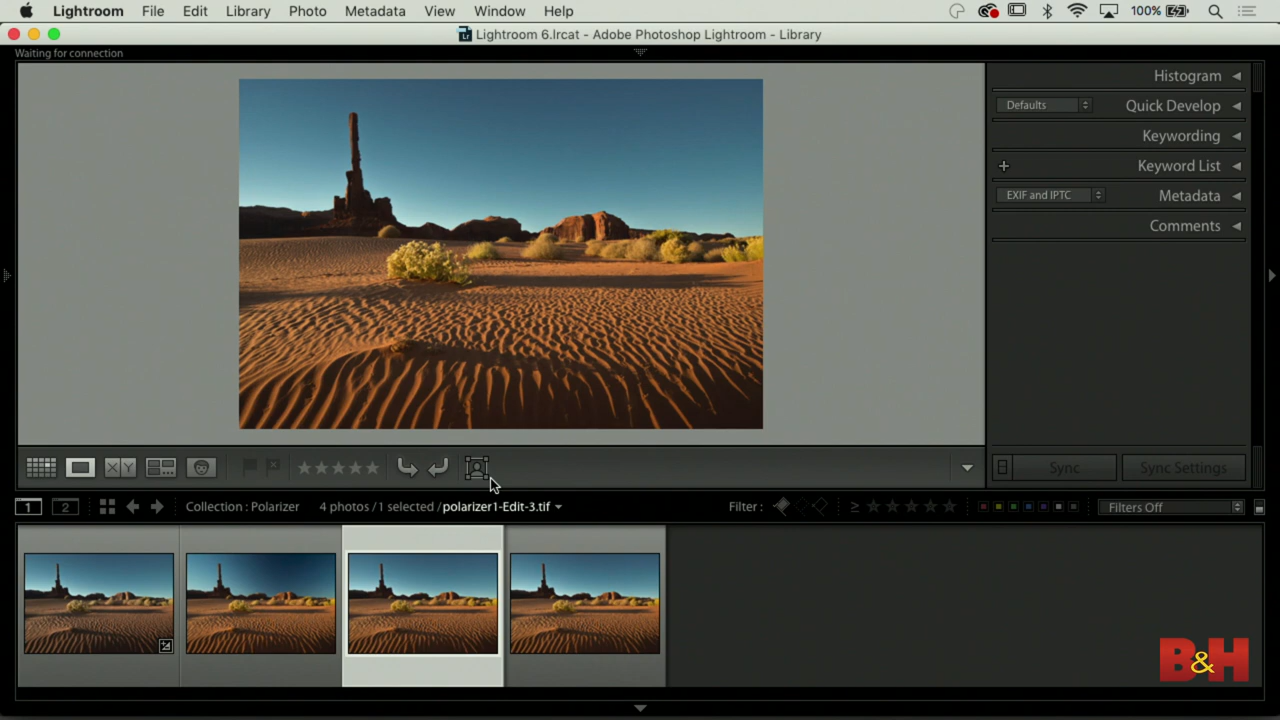 Lightroom File Edit Library Photo Metadata View Window Help 100%
Lightroom 6.lrcat - Adobe Photoshop Lightroom - Library
Waiting for connection
Histogram
Defaults Quick Develop
Keywording
+ Keyword List
EXIF and IPTC Metadata
Comments
X Y Sync Sync Settings
1 2 Collection : Polarizer 4 photos / 1 selected / polarizer1-Edit-3.tif Filter : ≥ Filters Off
B&H